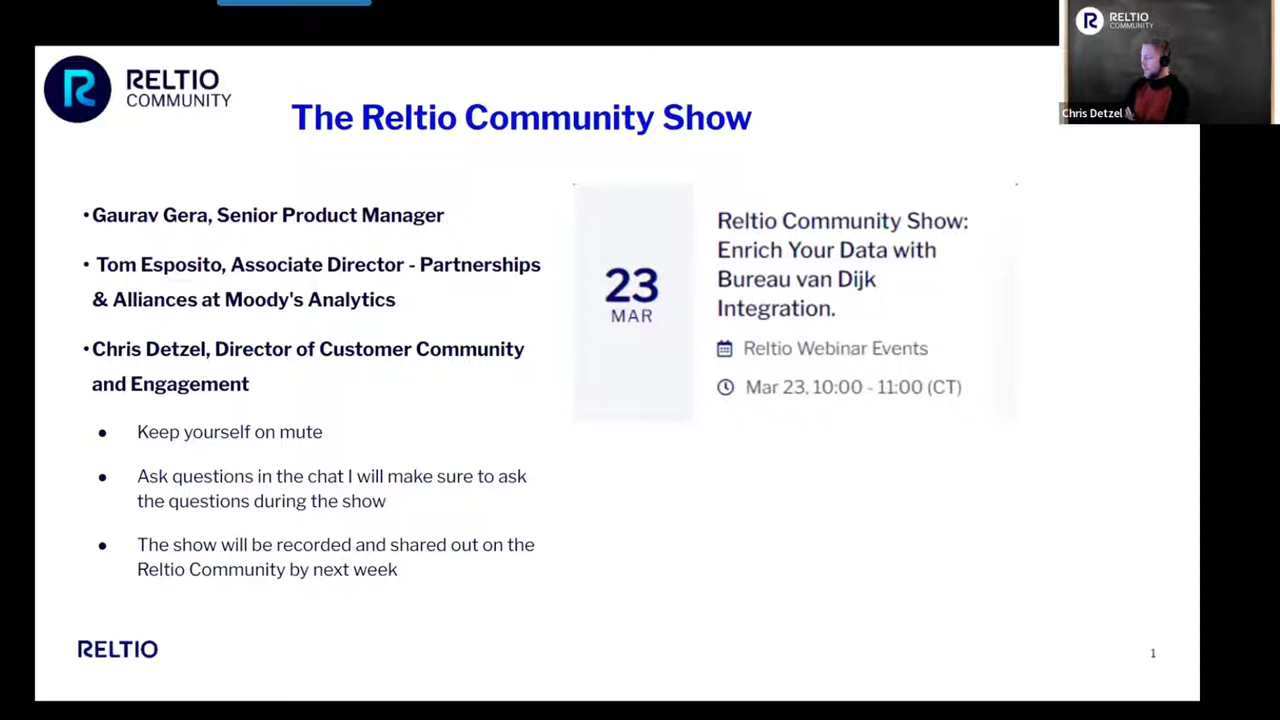 RELTIO
COMMUNITY
The Reltio Community Show
RELTIO
COMMUNITY
Chris Detzel
•Gaurav Gera, Senior Product Manager
• Tom Esposito, Associate Director - Partnerships
& Alliances at Moody's Analytics
•Chris Detzel, Director of Customer Community
and Engagement
● Keep yourself on mute
● Ask questions in the chat I will make sure to ask
the questions during the show
● The show will be recorded and shared out on the
Reltio Community by next week
23
MAR
Reltio Community Show:
Enrich Your Data with
Bureau van Dijk
Integration.
Reltio Webinar Events
Mar 23, 10:00 - 11:00 (CT)
RELTIO
1